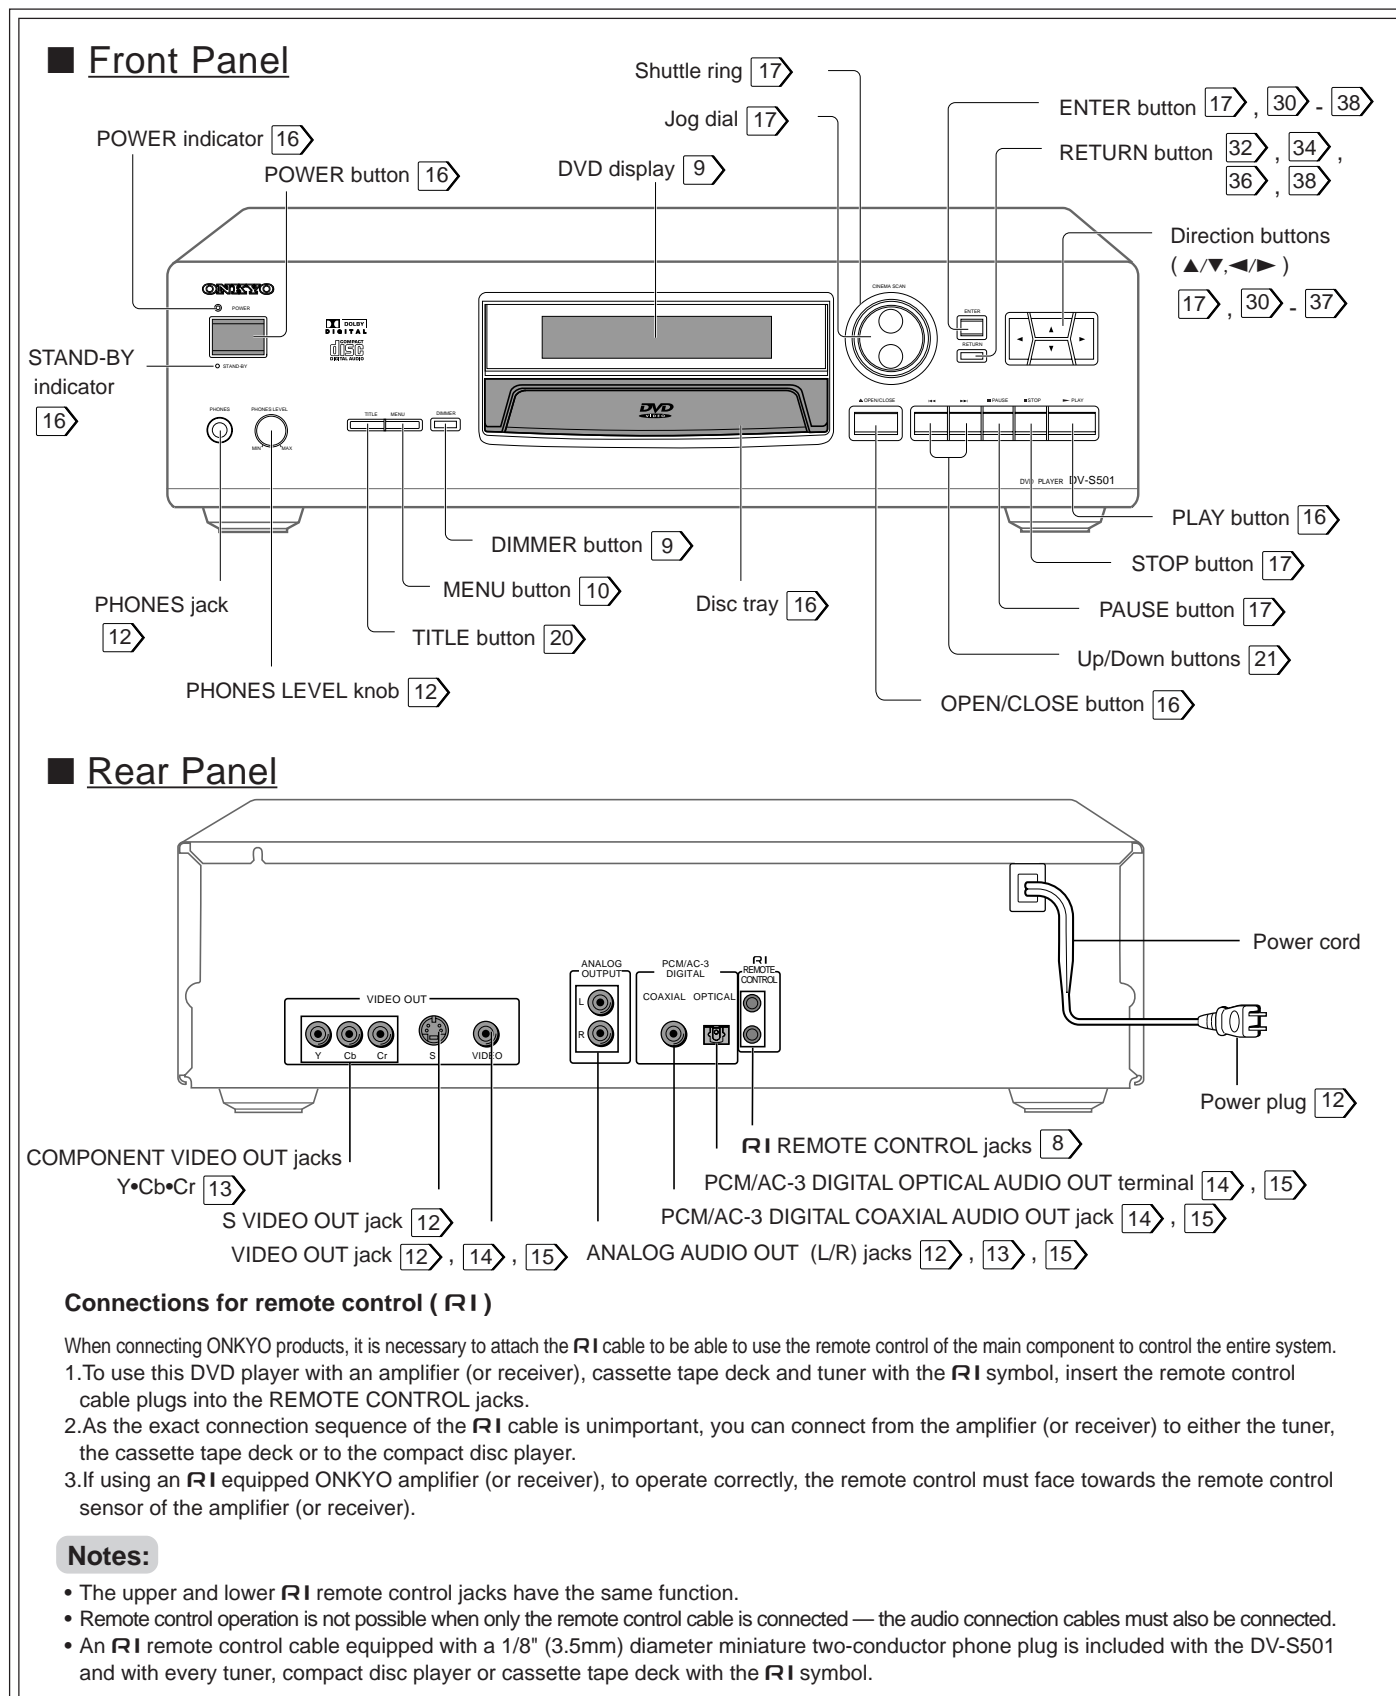 ■ Front Panel
Shuttle ring 17
Jog dial 17
DVD display 9
POWER indicator 16
POWER button 16
ENTER button 17 , 30 - 38
RETURN button 32 , 34 ,
36 , 38
Direction buttons
( ▲/▼,◄/► )
17 , 30 - 37
STAND-BY
indicator
16
ONKYO
POWER
STAND-BY
DOLBY
DIGITAL
COMPACT
disc
DIGITAL AUDIO
CINEMA SCAN
ENTER
RETURN
PHONES
PHONES LEVEL
MIN
MAX
TITLE
MENU
DIMMER
DVD
VIDEO
▲ OPEN/CLOSE
I◄◄
►►I
■ PAUSE
■ STOP
► PLAY
DVD PLAYER DV-S501
PHONES jack
12
PHONES LEVEL knob 12
DIMMER button 9
MENU button 10
TITLE button 20
Disc tray 16
PLAY button 16
STOP button 17
PAUSE button 17
Up/Down buttons 21
OPEN/CLOSE button 16
■ Rear Panel
VIDEO OUT
Y
Cb
Cr
S
VIDEO
ANALOG
OUTPUT
L
R
PCM/AC-3
DIGITAL
COAXIAL
OPTICAL
RI
REMOTE
CONTROL
Power cord
Power plug 12
COMPONENT VIDEO OUT jacks
Y•Cb•Cr 13
S VIDEO OUT jack 12
VIDEO OUT jack 12 , 14 , 15
RI REMOTE CONTROL jacks 8
PCM/AC-3 DIGITAL OPTICAL AUDIO OUT terminal 14 , 15
PCM/AC-3 DIGITAL COAXIAL AUDIO OUT jack 14 , 15
ANALOG AUDIO OUT (L/R) jacks 12 , 13 , 15
Connections for remote control ( RI )
When connecting ONKYO products, it is necessary to attach the RI cable to be able to use the remote control of the main component to control the entire system.
1.To use this DVD player with an amplifier (or receiver), cassette tape deck and tuner with the RI symbol, insert the remote control
cable plugs into the REMOTE CONTROL jacks.
2.As the exact connection sequence of the RI cable is unimportant, you can connect from the amplifier (or receiver) to either the tuner,
the cassette tape deck or to the compact disc player.
3.If using an RI equipped ONKYO amplifier (or receiver), to operate correctly, the remote control must face towards the remote control
sensor of the amplifier (or receiver).
Notes:
• The upper and lower RI remote control jacks have the same function.
• Remote control operation is not possible when only the remote control cable is connected — the audio connection cables must also be connected.
• An RI remote control cable equipped with a 1/8" (3.5mm) diameter miniature two-conductor phone plug is included with the DV-S501
and with every tuner, compact disc player or cassette tape deck with the RI symbol.